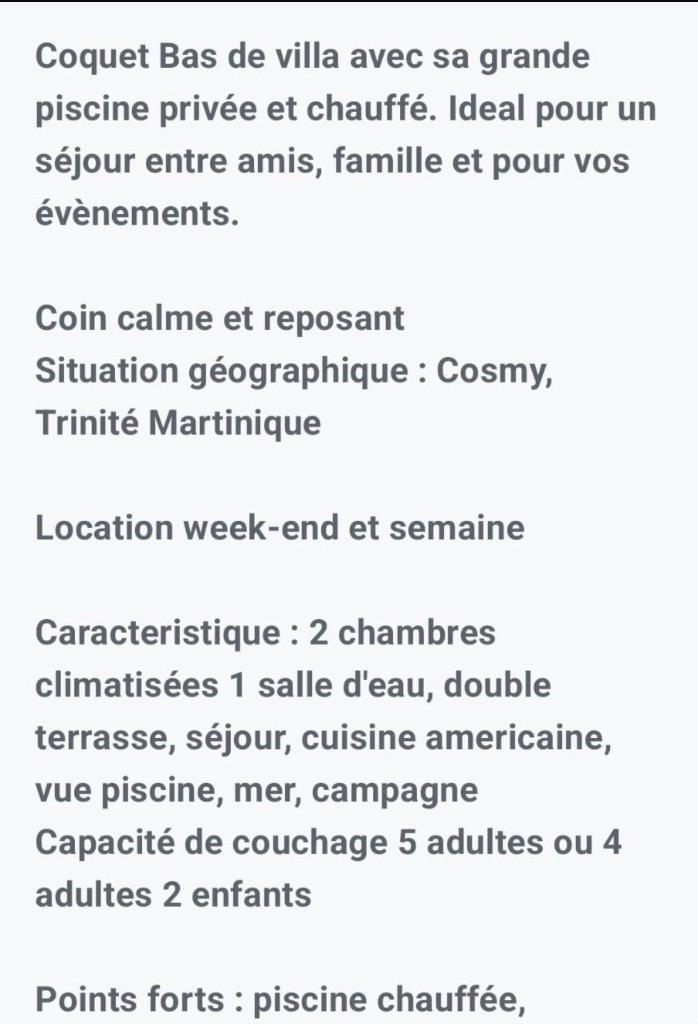 Coquet Bas de villa avec sa grande
piscine privée et chauffé. Ideal pour un
séjour entre amis, famille et pour vos
évènements.
Coin calme et reposant
Situation géographique : Cosmy,
Trinité Martinique
Location week-end et semaine
Caracteristique : 2 chambres
climatisées 1 salle d'eau, double
terrasse, séjour, cuisine americaine,
vue piscine, mer, campagne
Capacité de couchage 5 adultes ou 4
adultes 2 enfants
Points forts : piscine chauffée,